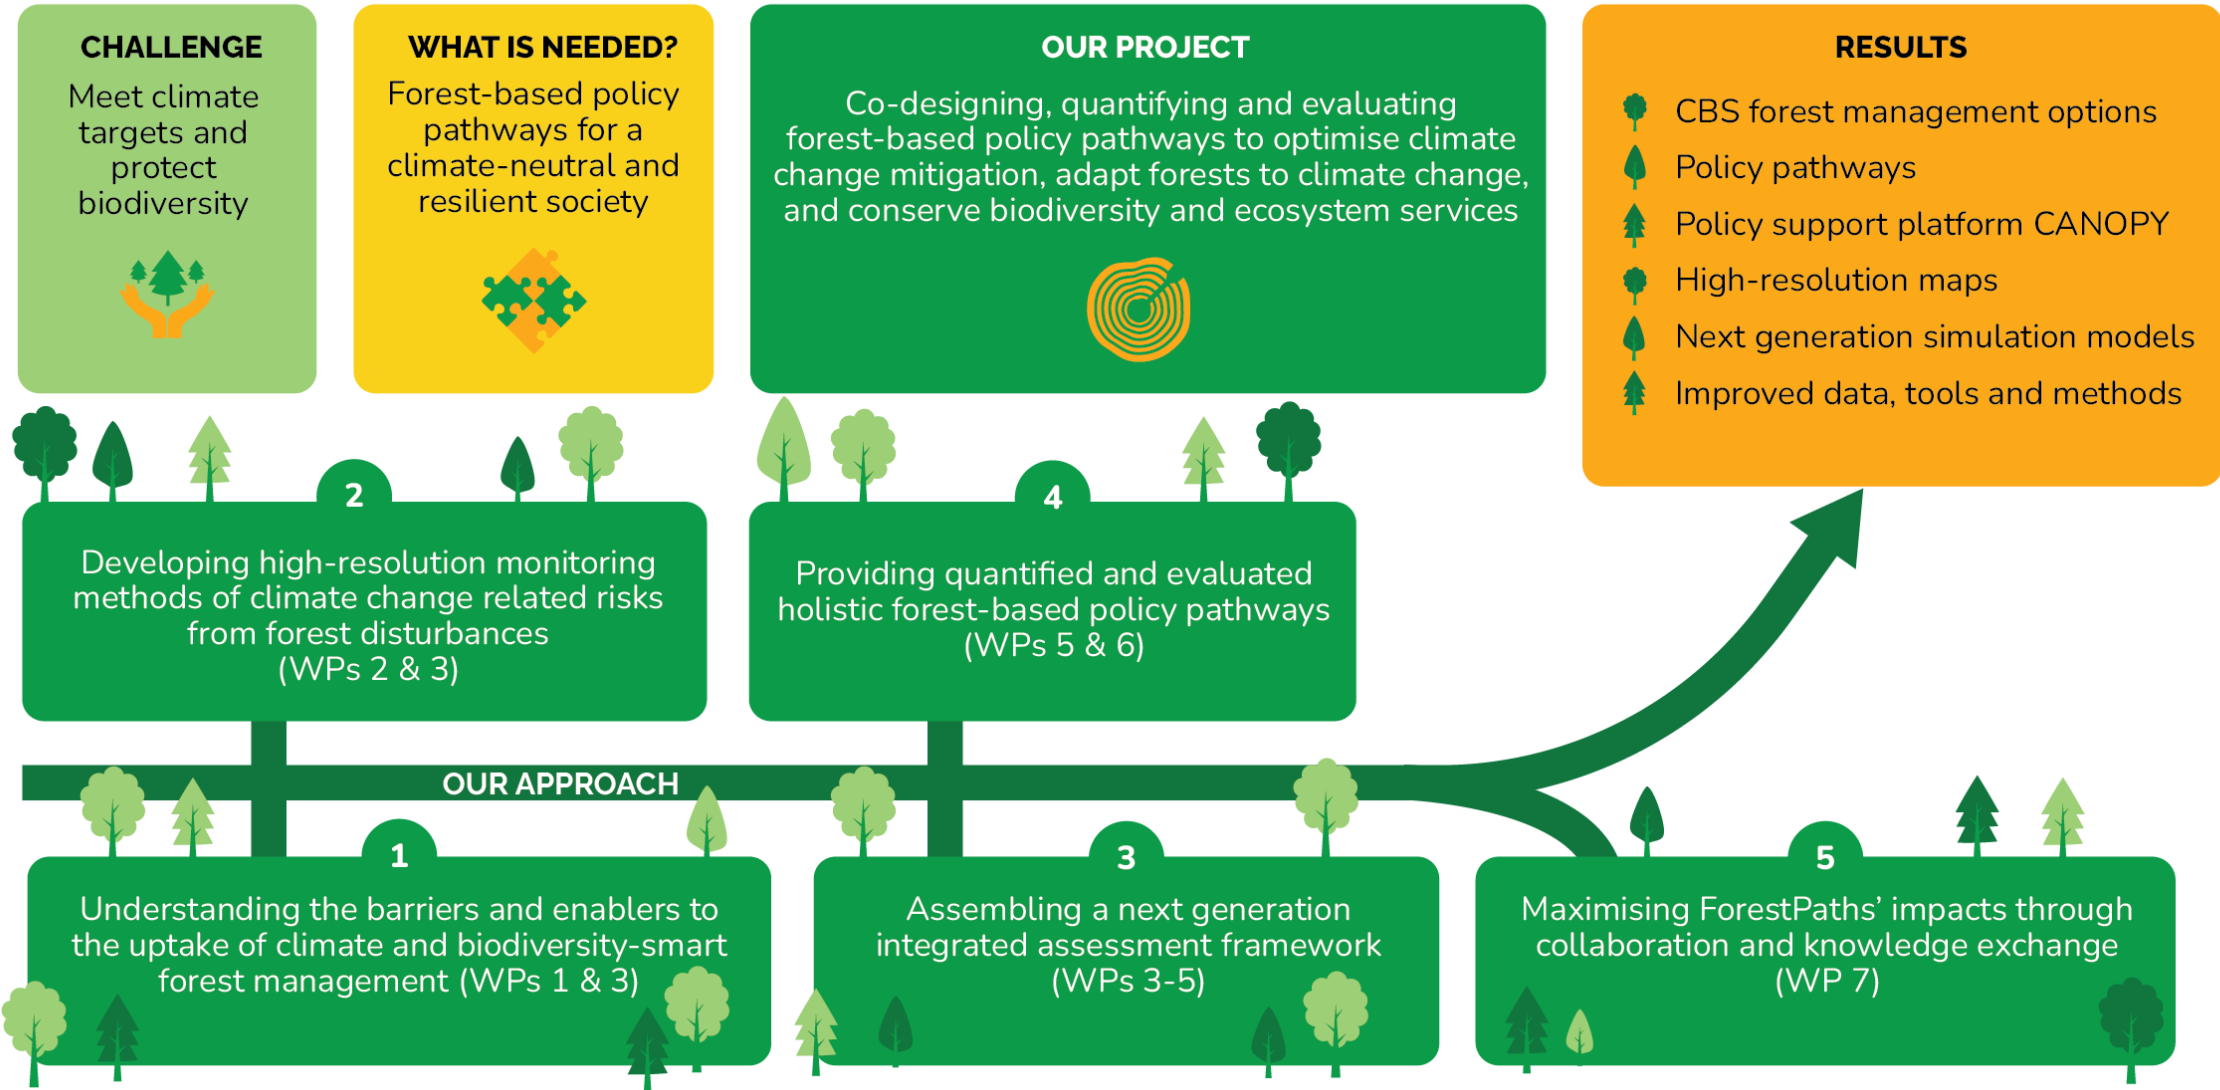 CHALLENGE
Meet climate
targets and
protect
biodiversity
WHAT IS NEEDED?
Forest-based policy
pathways for a
climate-neutral and
resilient society
OUR PROJECT
Co-designing, quantifying and evaluating
forest-based policy pathways to optimise climate
change mitigation, adapt forests to climate change,
and conserve biodiversity and ecosystem services
RESULTS
CBS forest management options
Policy pathways
Policy support platform CANOPY
High-resolution maps
Next generation simulation models
Improved data, tools and methods
2
Developing high-resolution monitoring
methods of climate change related risks
from forest disturbances
(WPs 2 & 3)
4
Providing quantified and evaluated
holistic forest-based policy pathways
(WPs 5 & 6)
OUR APPROACH
1
Understanding the barriers and enablers to
the uptake of climate and biodiversity-smart
forest management (WPs 1 & 3)
3
Assembling a next generation
integrated assessment framework
(WPs 3-5)
5
Maximising ForestPaths’ impacts through
collaboration and knowledge exchange
(WP 7)